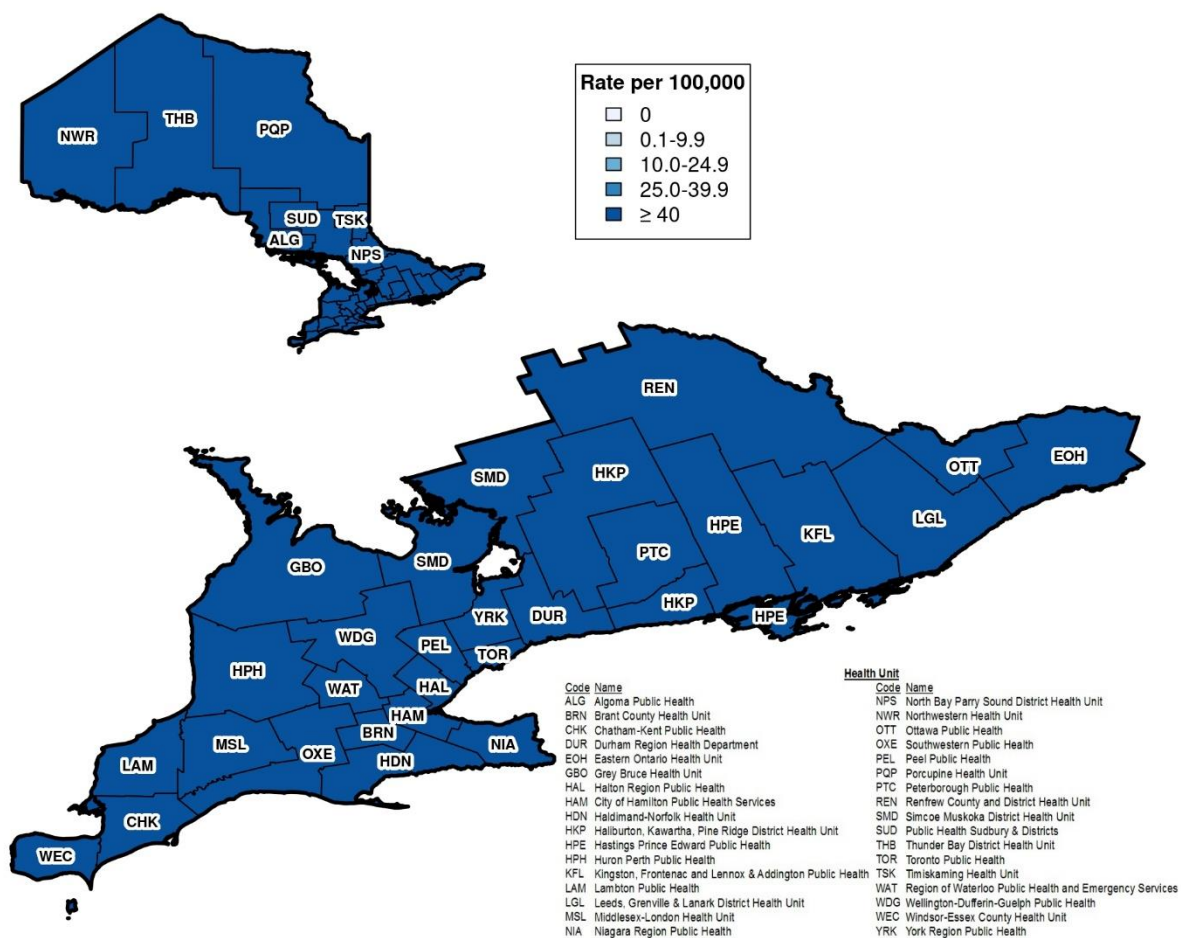 Rate per 100,000
0
0.1-9.9
10.0-24.9
25.0-39.9
≥ 40
NWR
THB
PQP
SUD
TSK
ALG
NPS
REN
SMD
HKP
OTT
EOH
HPE
KFL
LGL
GBO
SMD
PTC
HKP
YRK
DUR
HPE
WDG
PEL
TOR
HPH
WAT
HAL
HAM
BRN
MSL
OXE
HDN
NIA
LAM
CHK
WEC
Health Unit
Code Name
ALG Algoma Public Health
BRN Brant County Health Unit
CHK Chatham-Kent Public Health
DUR Durham Region Health Department
EOH Eastern Ontario Health Unit
GBO Grey Bruce Health Unit
HAL Halton Region Public Health
HAM City of Hamilton Public Health Services
HDN Haldimand-Norfolk Health Unit
HKP Haliburton, Kawartha, Pine Ridge District Health Unit
HPE Hastings Prince Edward Public Health
HPH Huron Perth Public Health
KFL Kingston, Frontenac and Lennox & Addington Public Health
LAM Lambton Public Health
LGL Leeds, Grenville & Lanark District Health Unit
MSL Middlesex-London Health Unit
NIA Niagara Region Public Health
Code Name
NPS North Bay Parry Sound District Health Unit
NWR Northwestern Health Unit
OTT Ottawa Public Health
OXE Southwestern Public Health
PEL Peel Public Health
PQP Porcupine Health Unit
PTC Peterborough Public Health
REN Renfrew County and District Health Unit
SMD Simcoe Muskoka District Health Unit
SUD Public Health Sudbury & Districts
THB Thunder Bay District Health Unit
TOR Toronto Public Health
TSK Timiskaming Health Unit
WAT Region of Waterloo Public Health and Emergency Services
WDG Wellington-Dufferin-Guelph Public Health
WEC Windsor-Essex County Health Unit
YRK York Region Public Health